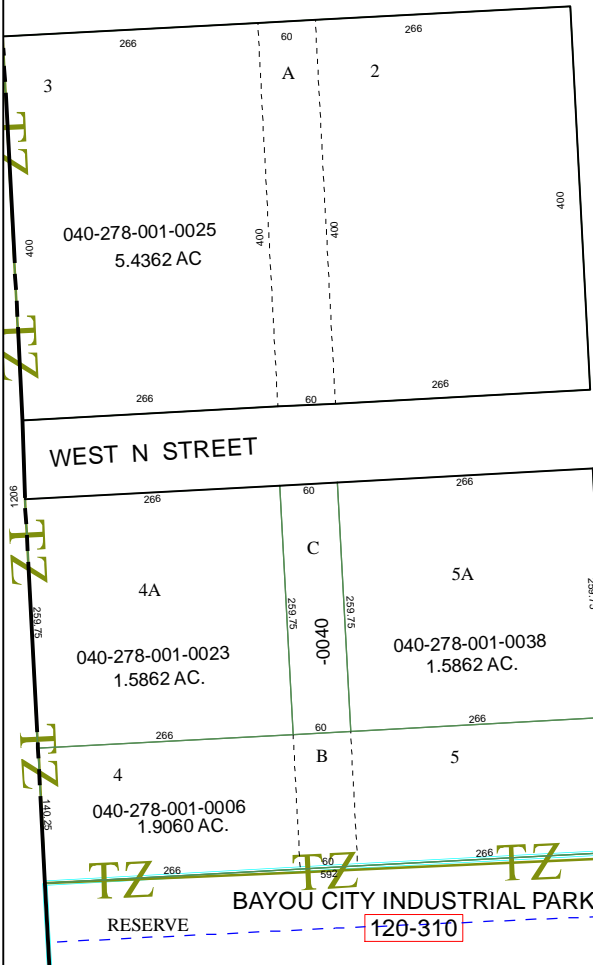 266
60
266
3
A
2
TZ
400
040-278-001-0025
5.4362 AC
400
400
400
TZ
266
60
266
WEST N STREET
1206
266
60
266
TZ
C
4A
5A
259.75
259.75
-0040
259.75
040-278-001-0023
1.5862 AC.
040-278-001-0038
1.5862 AC.
266
60
266
TZ
4
B
5
140.25
040-278-001-0006
1.9060 AC.
TZ
266
60
592
TZ
266
TZ
BAYOU CITY INDUSTRIAL PARK
RESERVE
120-310